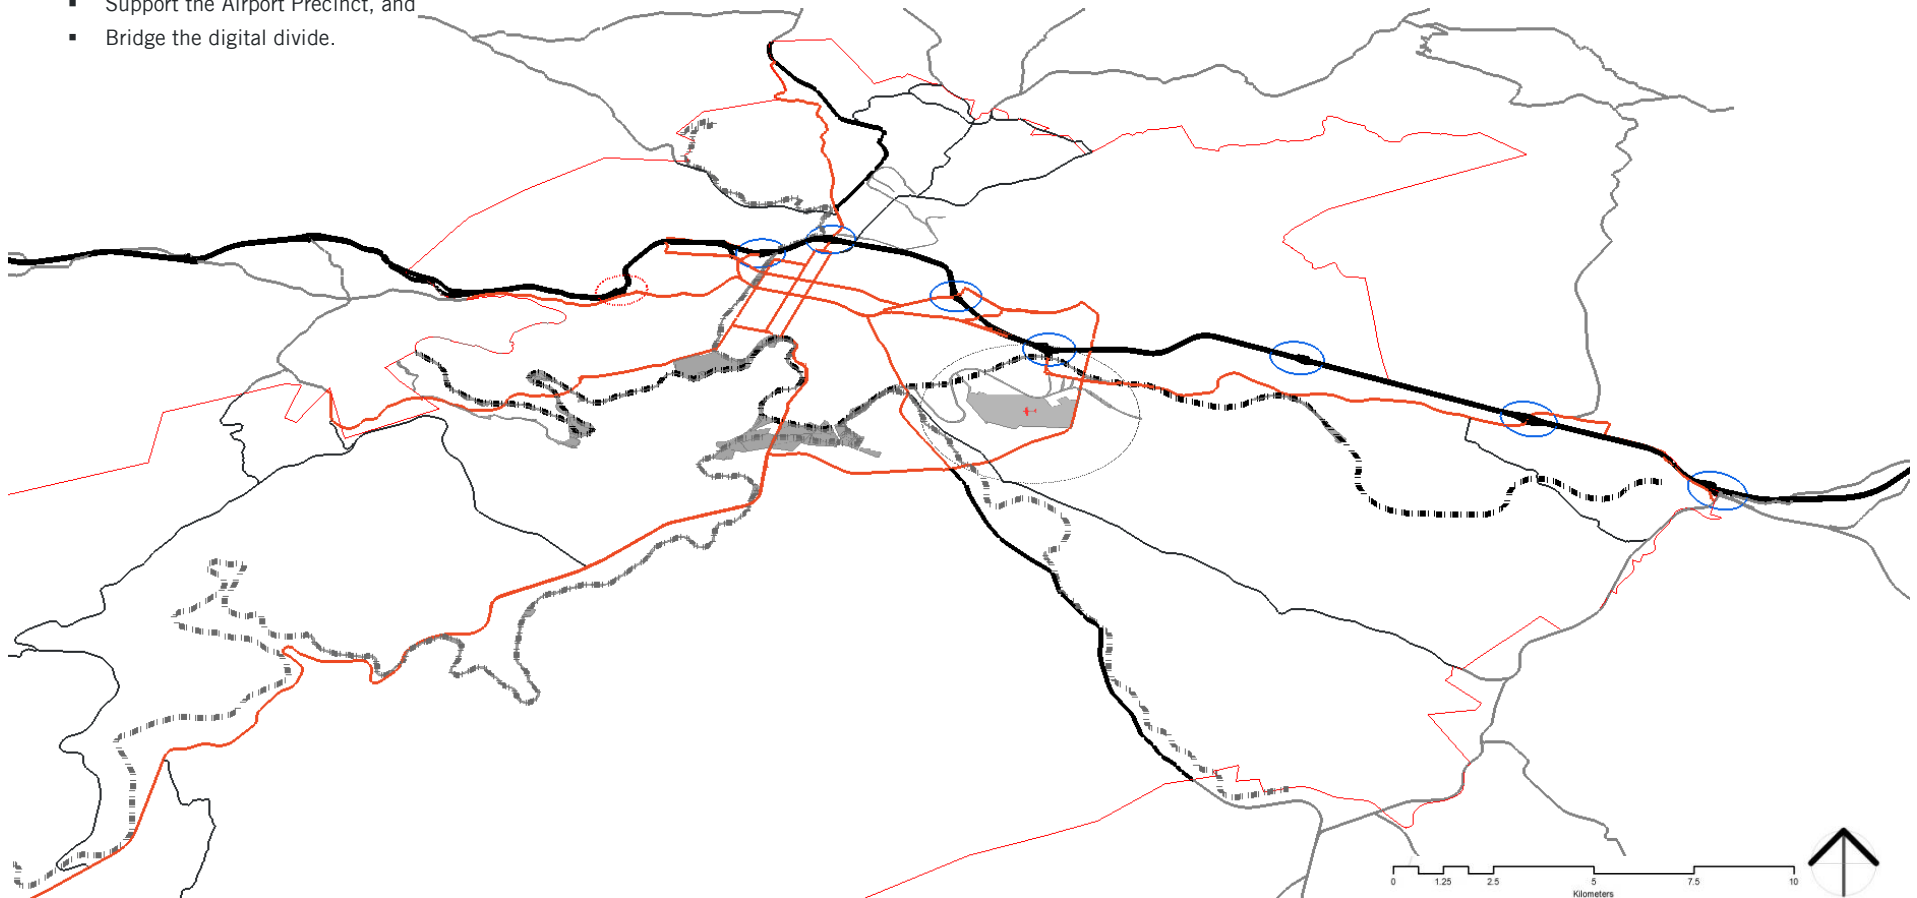 ▪ Support the Airport Precinct, and
▪ Bridge the digital divide.
0 1.25 2.5 5 7.5 10
Kilometers